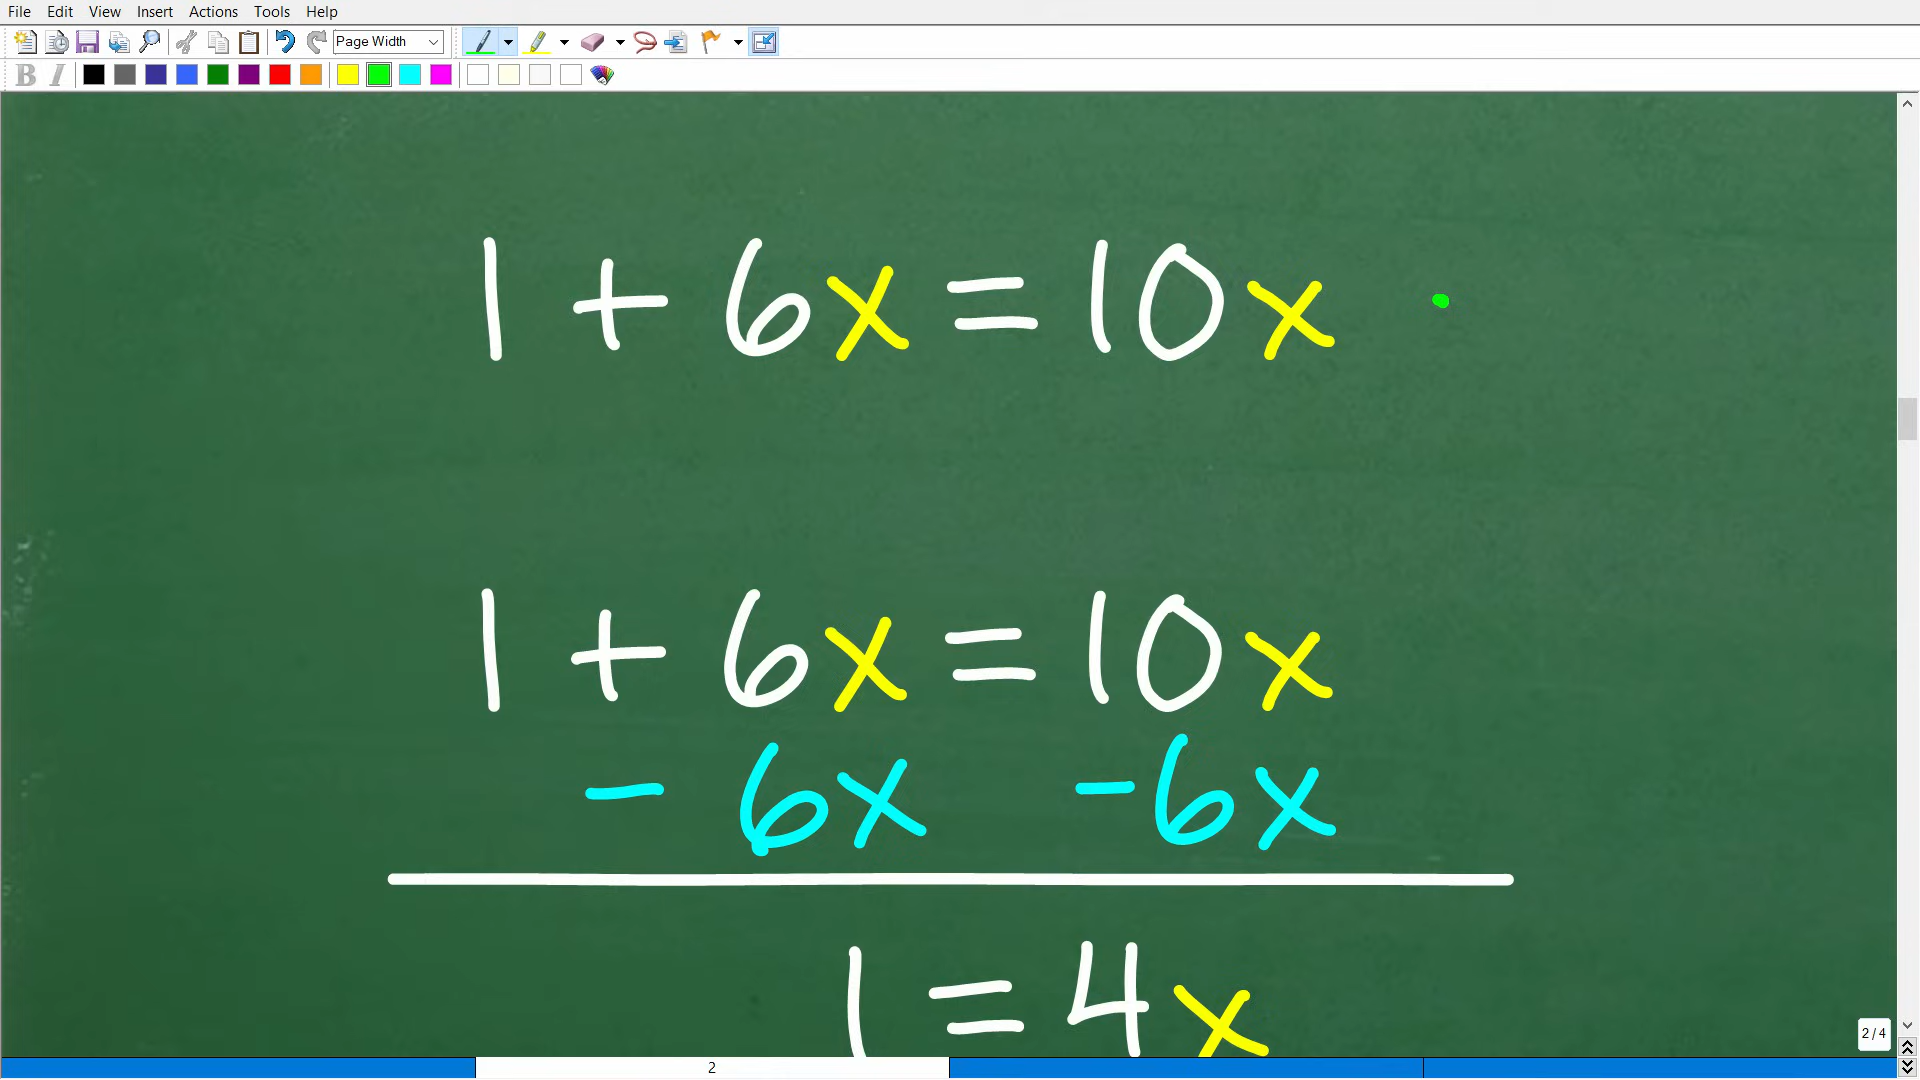 File Edit View Insert Actions Tools Help
Page Width
B I
1 + 6x = 10x
1 + 6x = 10x
- 6x -6x
1 = 4x
2 / 4
2